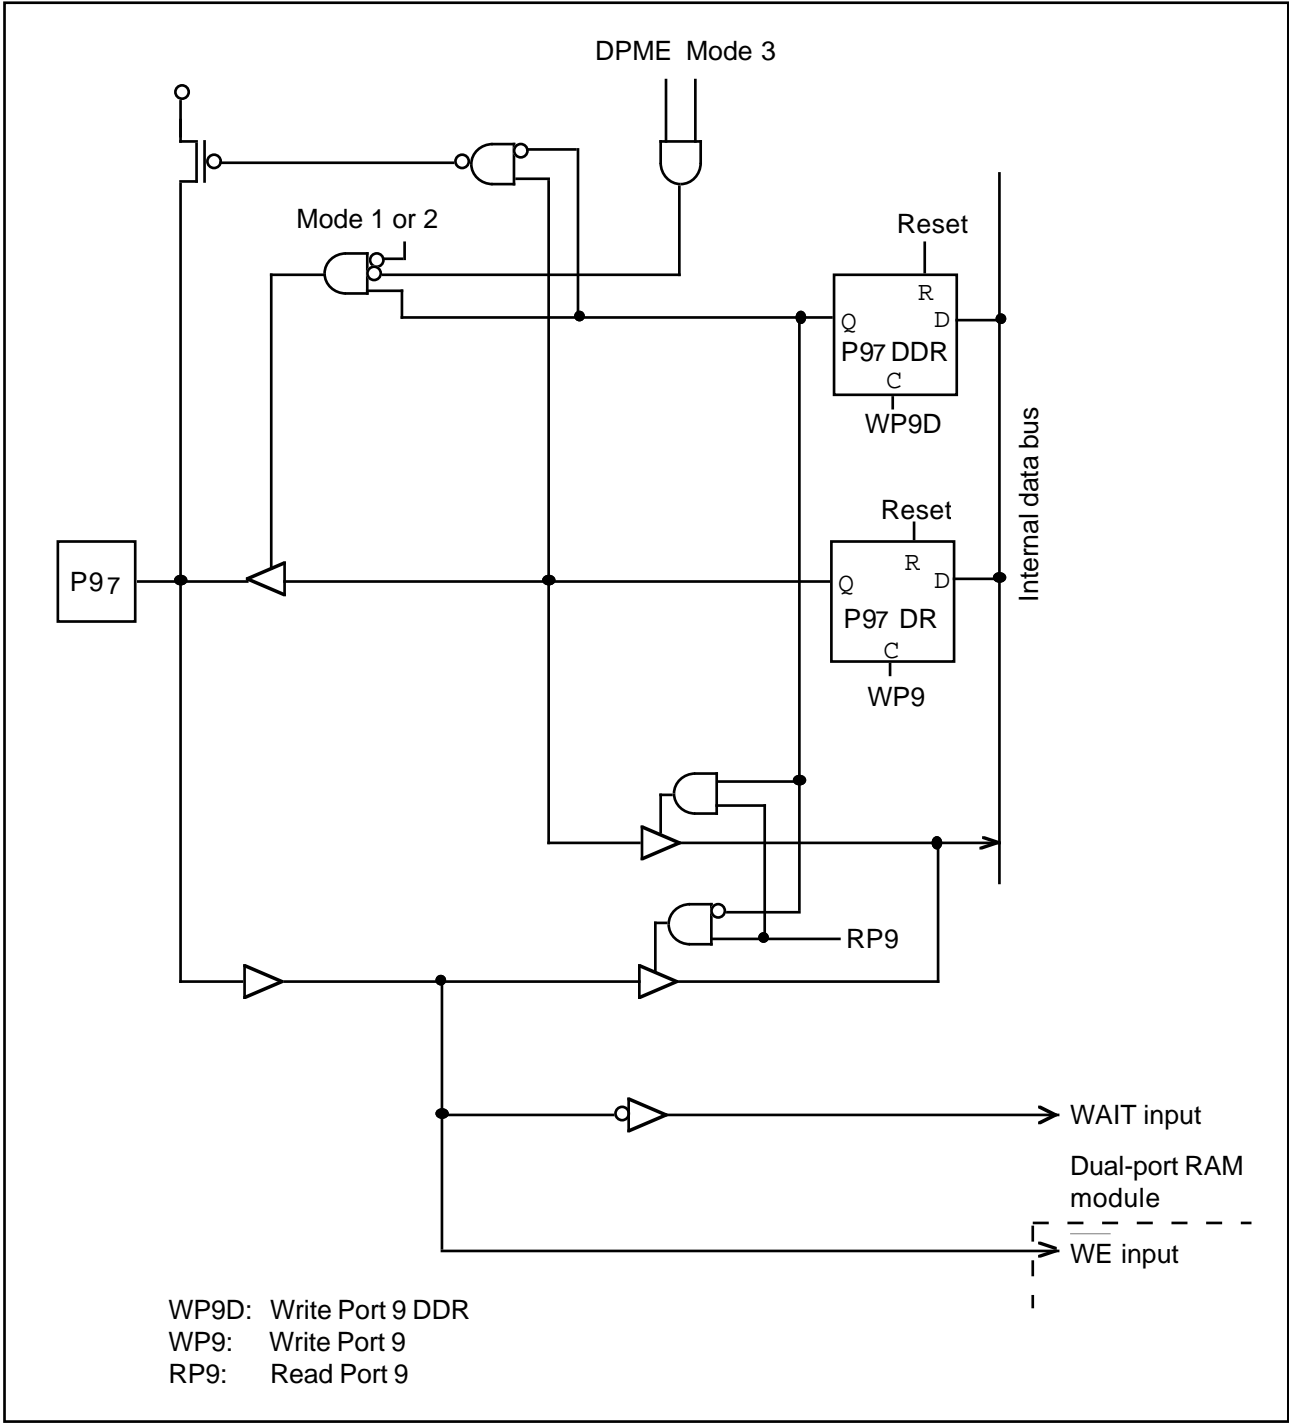 DPME Mode 3
Mode 1 or 2
Reset
R
Q D
P97 DDR
C
WP9D
Internal data bus
Reset
R
Q D
P97 DR
C
WP9
P97
RP9
WAIT input
Dual-port RAM
module
W̅E̅ input
WP9D: Write Port 9 DDR
WP9: Write Port 9
RP9: Read Port 9